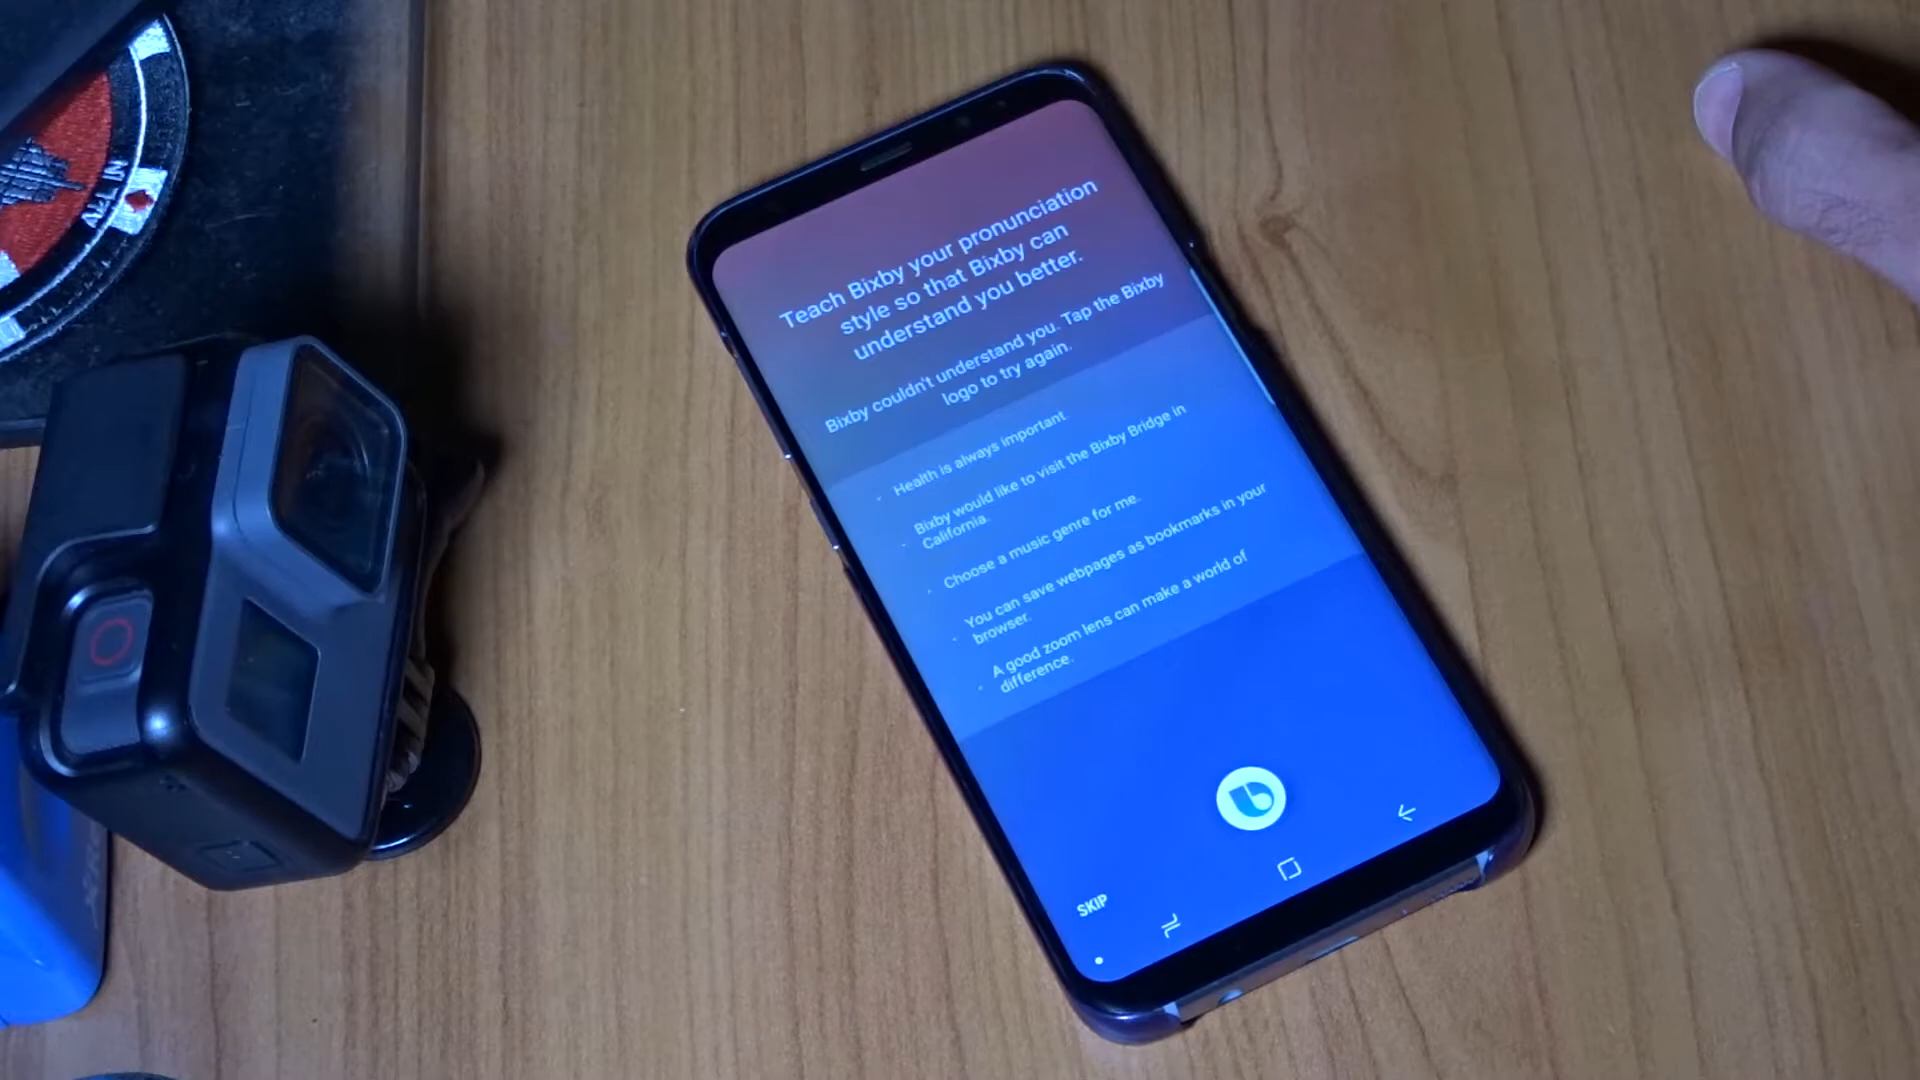 Teach Bixby your pronunciation
style so that Bixby can
understand you better.
Bixby couldn't understand you. Tap the Bixby
logo to try again.
Health is always important.
Bixby would like to visit the Bixby Bridge in
California.
Choose a music genre for me.
You can save webpages as bookmarks in your
browser.
A good zoom lens can make a world of
difference.
SKIP